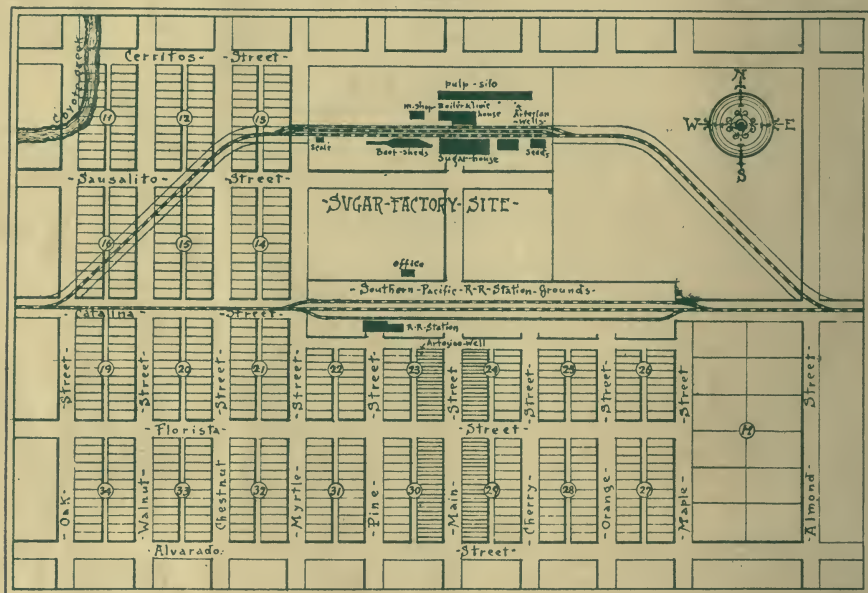 Cerritos- -Street-
Coyote-Creek
pulp-silo
m.shop Boiler&lime
house
Artesian
wells
11 12 13
Scale
Beet-sheds
Sugar-house
Seeds
N
W E
S
-Sausalito -Street-
-SUGAR-FACTORY-SITE-
16 15 14
office
-Southern-Pacific-R-R-Station-Grounds-
-Catalina -Street-
R-R-Station
Artesian-Well
19 20 21 22 23 24 25 26
-Street- -Street- -Street- -Street- -Street- -Street -Street- -Street- -Street -Street-
-Florista- -Street-
M
34 33 32 31 30 29 28 27
-Oak -Walnut Chestnut -Myrtle- -Pine -Main- -Cherry- -Orange- -Maple -Almond
-Alvarado- -Street-